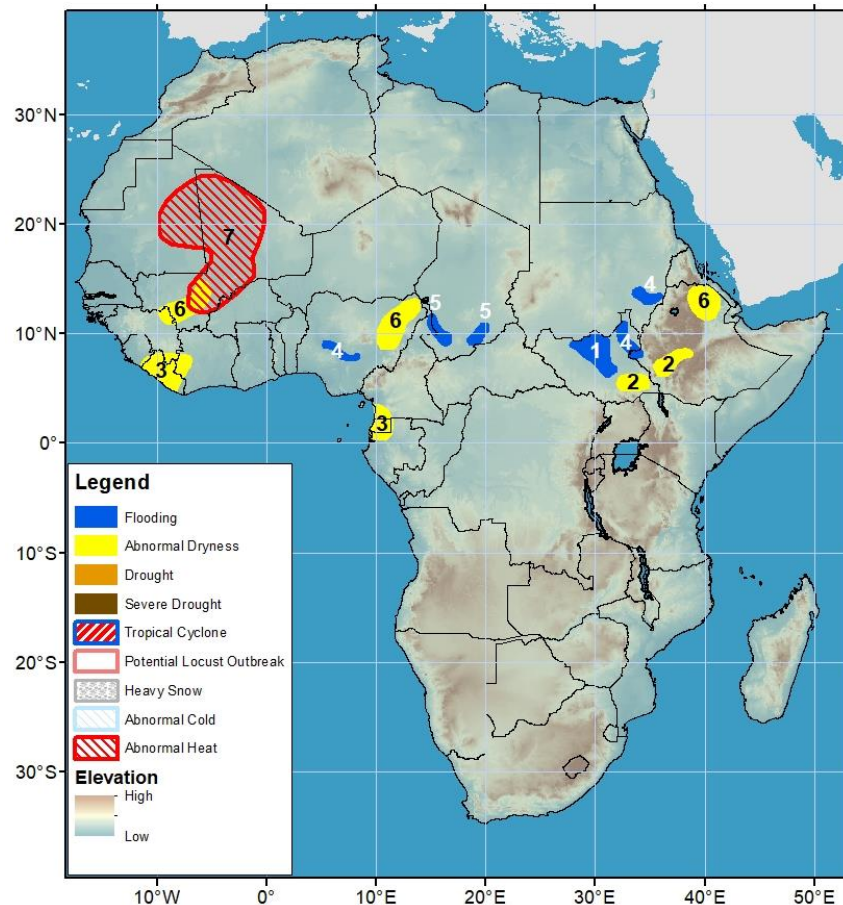 30°N
20°N
7
4
6
5
6
5
6
10°N
4
1
4
3
2
2
3
0°
Legend
Flooding
Abnormal Dryness
10°S
Drought
Severe Drought
Tropical Cyclone
20°S
Potential Locust Outbreak
Heavy Snow
Abnormal Cold
Abnormal Heat
30°S
Elevation
High
Low
10°W 0° 10°E 20°E 30°E 40°E 50°E